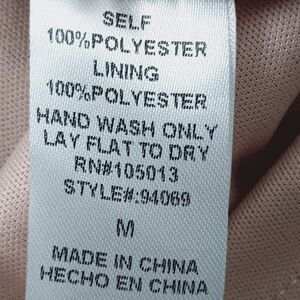 SELF
100%POLYESTER
LINING
100%POLYESTER
HAND WASH ONLY
LAY FLAT TO DRY
RN#105013
STYLE#:94069
M
MADE IN CHINA
HECHO EN CHINA